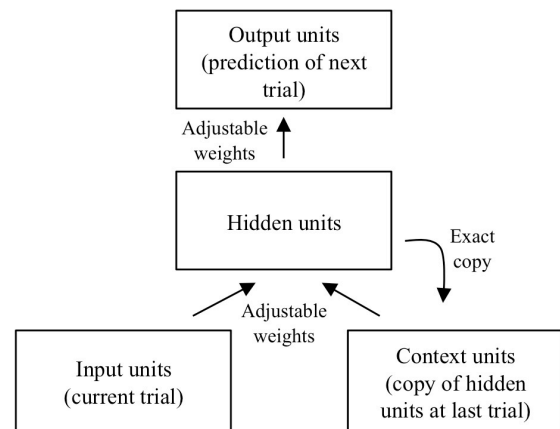 Output units
(prediction of next
trial)
Adjustable
weights
Hidden units
Exact
copy
Adjustable
weights
Input units
(current trial)
Context units
(copy of hidden
units at last trial)